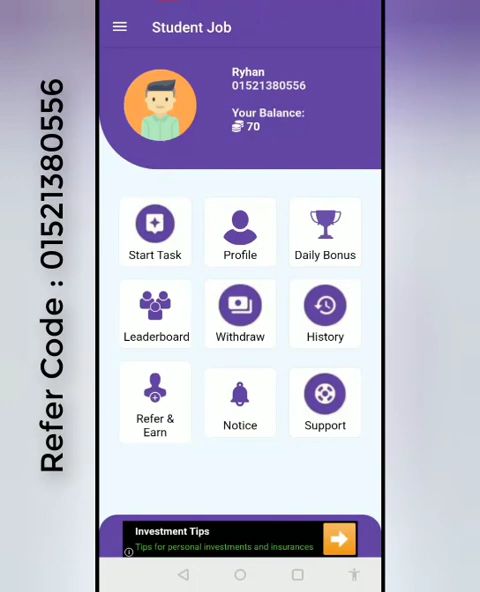 Refer Code : 01521380556
Student Job
Ryhan
01521380556
Your Balance:
70
Start Task
Profile
Daily Bonus
Leaderboard
Withdraw
History
Refer &
Earn
Notice
Support
Investment Tips
Tips for personal investments and insurances